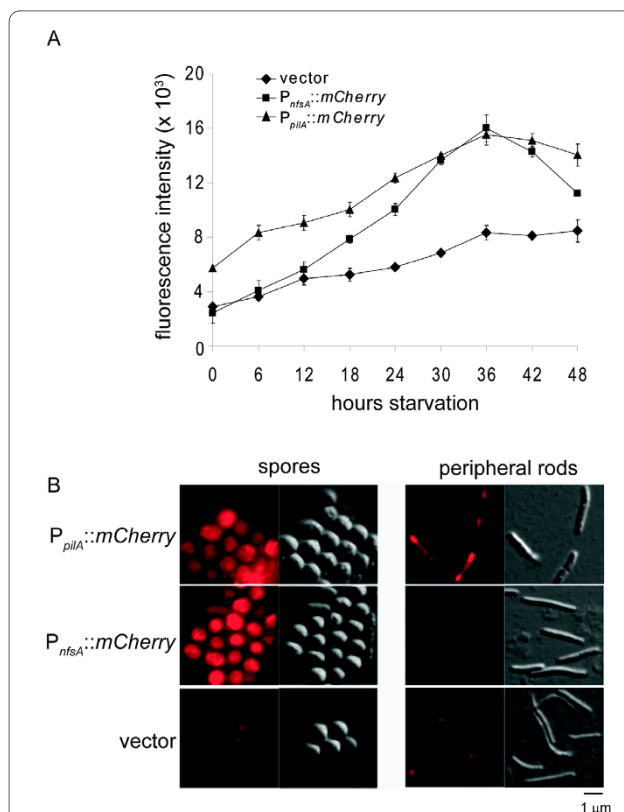 A
fluorescence intensity (x 10³)
20
16
12
8
4
0
vector
PnfsA::mCherry
PpilA::mCherry
0 6 12 18 24 30 36 42 48
hours starvation
B
spores peripheral rods
PpilA::mCherry
PnfsA::mCherry
vector
1 µm